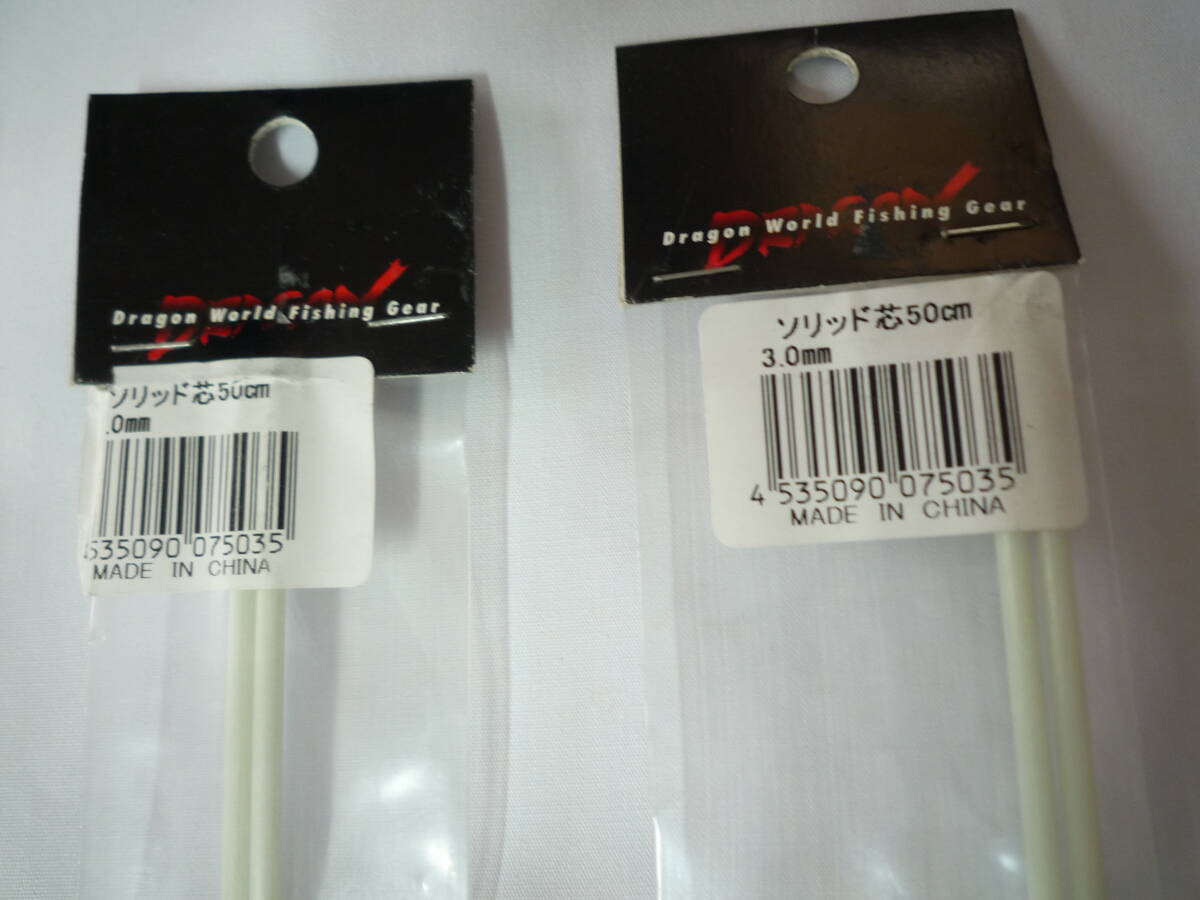 DRAGON
Dragon World Fishing Gear
ソリッド芯50cm
.0mm
535090 075035
MADE IN CHINA
DRAGON
Dragon World Fishing Gear
ソリッド芯50cm
3.0mm
4 535090 075035
MADE IN CHINA